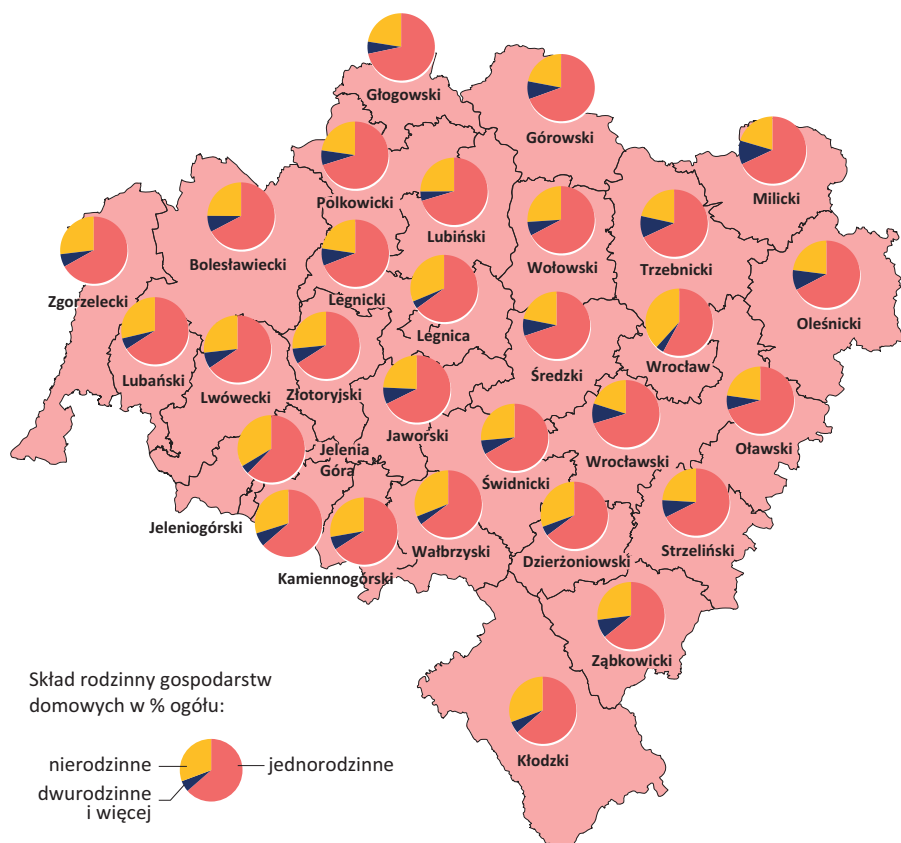 Głogowski
Górowski
Milicki
Polkowicki
Lubiński
Bolesławiecki
Wołowski
Trzebnicki
Zgorzelecki
Legnicki
Oleśnicki
Legnica
Wrocław
Lubański
Lwówecki
Złotoryjski
Średzki
Jaworski
Oławski
Jelenia
Góra
Wrocławski
Świdnicki
Jeleniogórski
Wałbrzyski
Dzierżoniowski
Strzeliński
Kamiennogórski
Ząbkowicki
Kłodzki
Skład rodzinny gospodarstw
domowych w % ogółu:
nierodzinne
jednorodzinne
dwurodzinne
i więcej